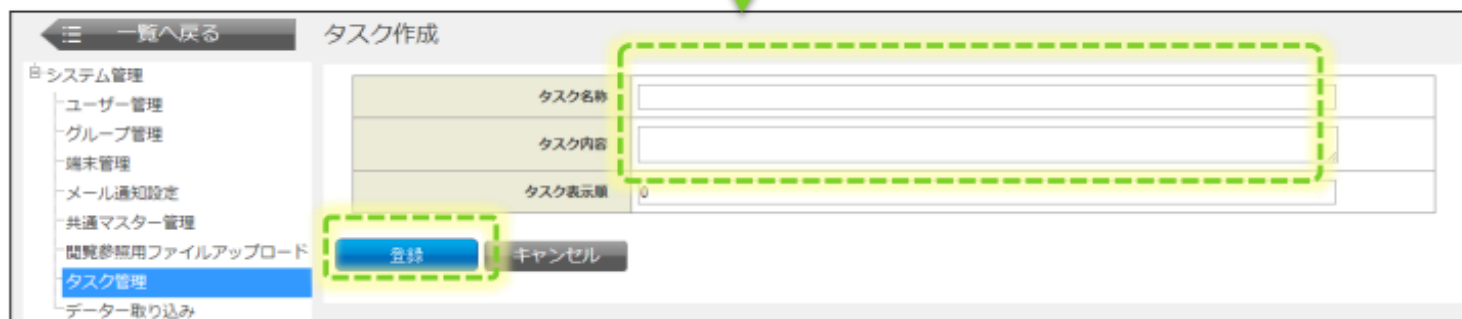 一覧へ戻る
タスク作成
システム管理
ユーザー管理
グループ管理
端末管理
メール通知設定
共通マスター管理
閲覧参照用ファイルアップロード
タスク管理
データー取り込み
タスク名称
タスク内容
タスク表示順 0
登録 キャンセル